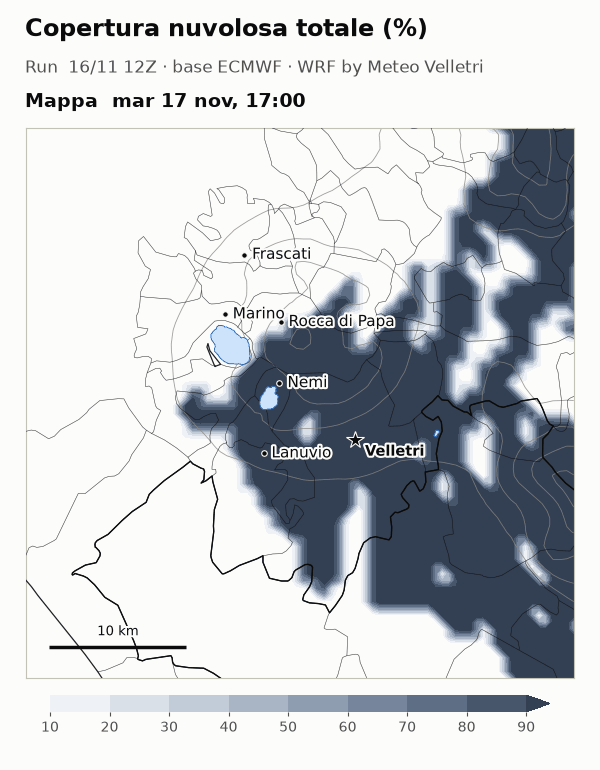 Copertura nuvolosa totale (%)
Run  16/11 12Z · base ECMWF · WRF by Meteo Velletri
Mappa  mar 17 nov, 17:00
Frascati
Marino
Rocca di Papa
Nemi
Velletri
Lanuvio
10 km
10 20 30 40 50 60 70 80 90